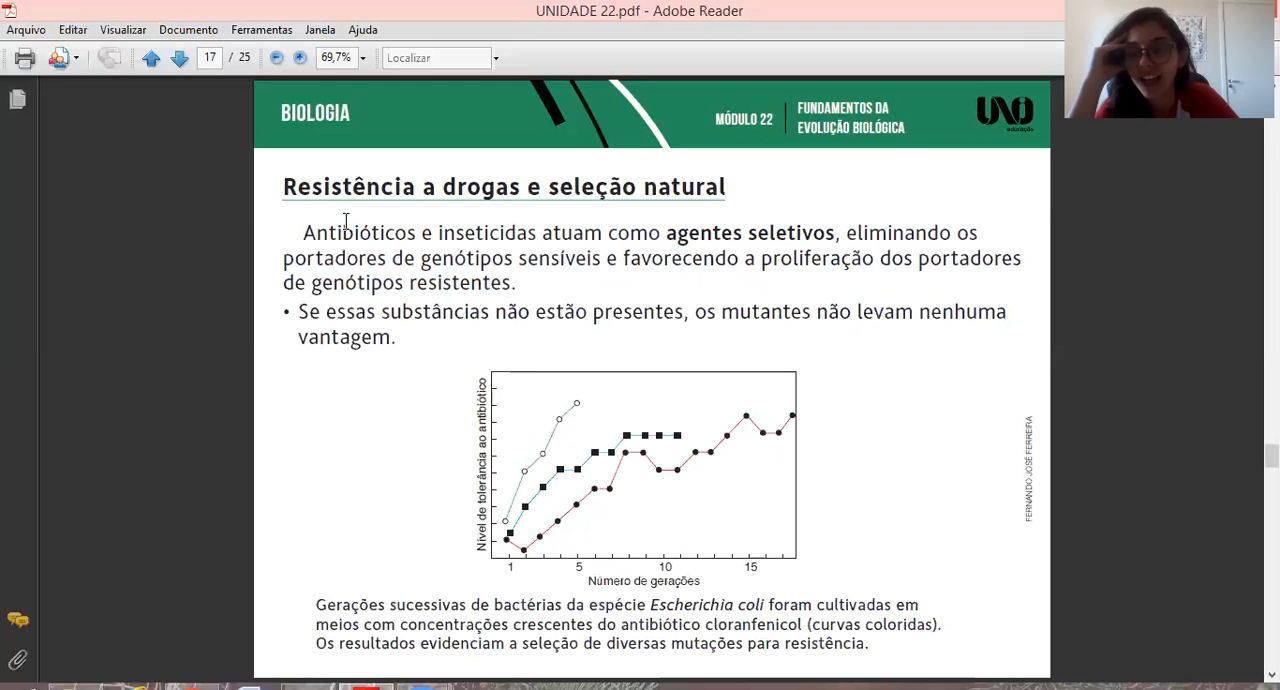 UNIDADE 22.pdf - Adobe Reader
Arquivo Editar Visualizar Documento Ferramentas Janela Ajuda
17 / 25 69,7% Localizar
BIOLOGIA
MÓDULO 22
FUNDAMENTOS DA
EVOLUÇÃO BIOLÓGICA
UNi
educação
Resistência a drogas e seleção natural
Antibióticos e inseticidas atuam como agentes seletivos, eliminando os
portadores de genótipos sensíveis e favorecendo a proliferação dos portadores
de genótipos resistentes.
• Se essas substâncias não estão presentes, os mutantes não levam nenhuma
vantagem.
Nível de tolerância ao antibiótico
1 5 10 15
Número de gerações
FERNANDO JOSÉ FERREIRA
Gerações sucessivas de bactérias da espécie Escherichia coli foram cultivadas em
meios com concentrações crescentes do antibiótico cloranfenicol (curvas coloridas).
Os resultados evidenciam a seleção de diversas mutações para resistência.